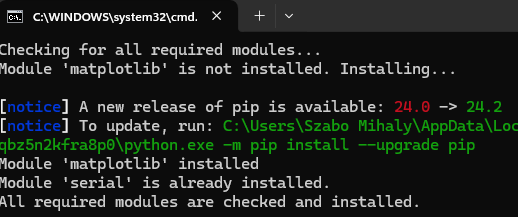 C:\WINDOWS\system32\cmd.
Checking for all required modules...
Module 'matplotlib' is not installed. Installing...
[notice] A new release of pip is available: 24.0 -> 24.2
[notice] To update, run: C:\Users\Szabo Mihaly\AppData\Loc
qbz5n2kfra8p0\python.exe -m pip install --upgrade pip
Module 'matplotlib' installed
Module 'serial' is already installed.
All required modules are checked and installed.